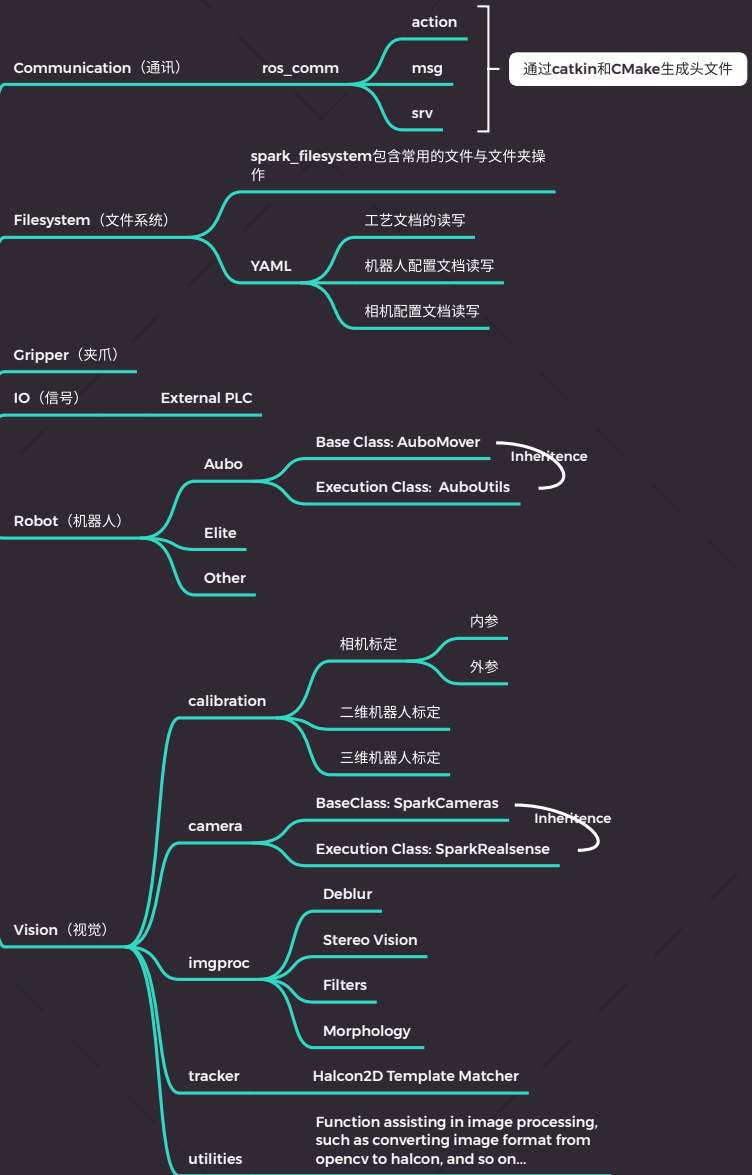 action
Communication（通讯）
ros_comm
msg
通过catkin和CMake生成头文件
srv
spark_filesystem包含常用的文件与文件夹操
作
Filesystem（文件系统）
工艺文档的读写
YAML
机器人配置文档读写
相机配置文档读写
Gripper（夹爪）
IO（信号）
External PLC
Base Class: AuboMover
Inheritence
Aubo
Execution Class:  AuboUtils
Robot（机器人）
Elite
Other
内参
相机标定
外参
calibration
二维机器人标定
三维机器人标定
BaseClass: SparkCameras
Inheritence
camera
Execution Class: SparkRealsense
Deblur
Vision（视觉）
Stereo Vision
imgproc
Filters
Morphology
tracker
Halcon2D Template Matcher
Function assisting in image processing,
such as converting image format from
utilities
opencv to halcon, and so on...